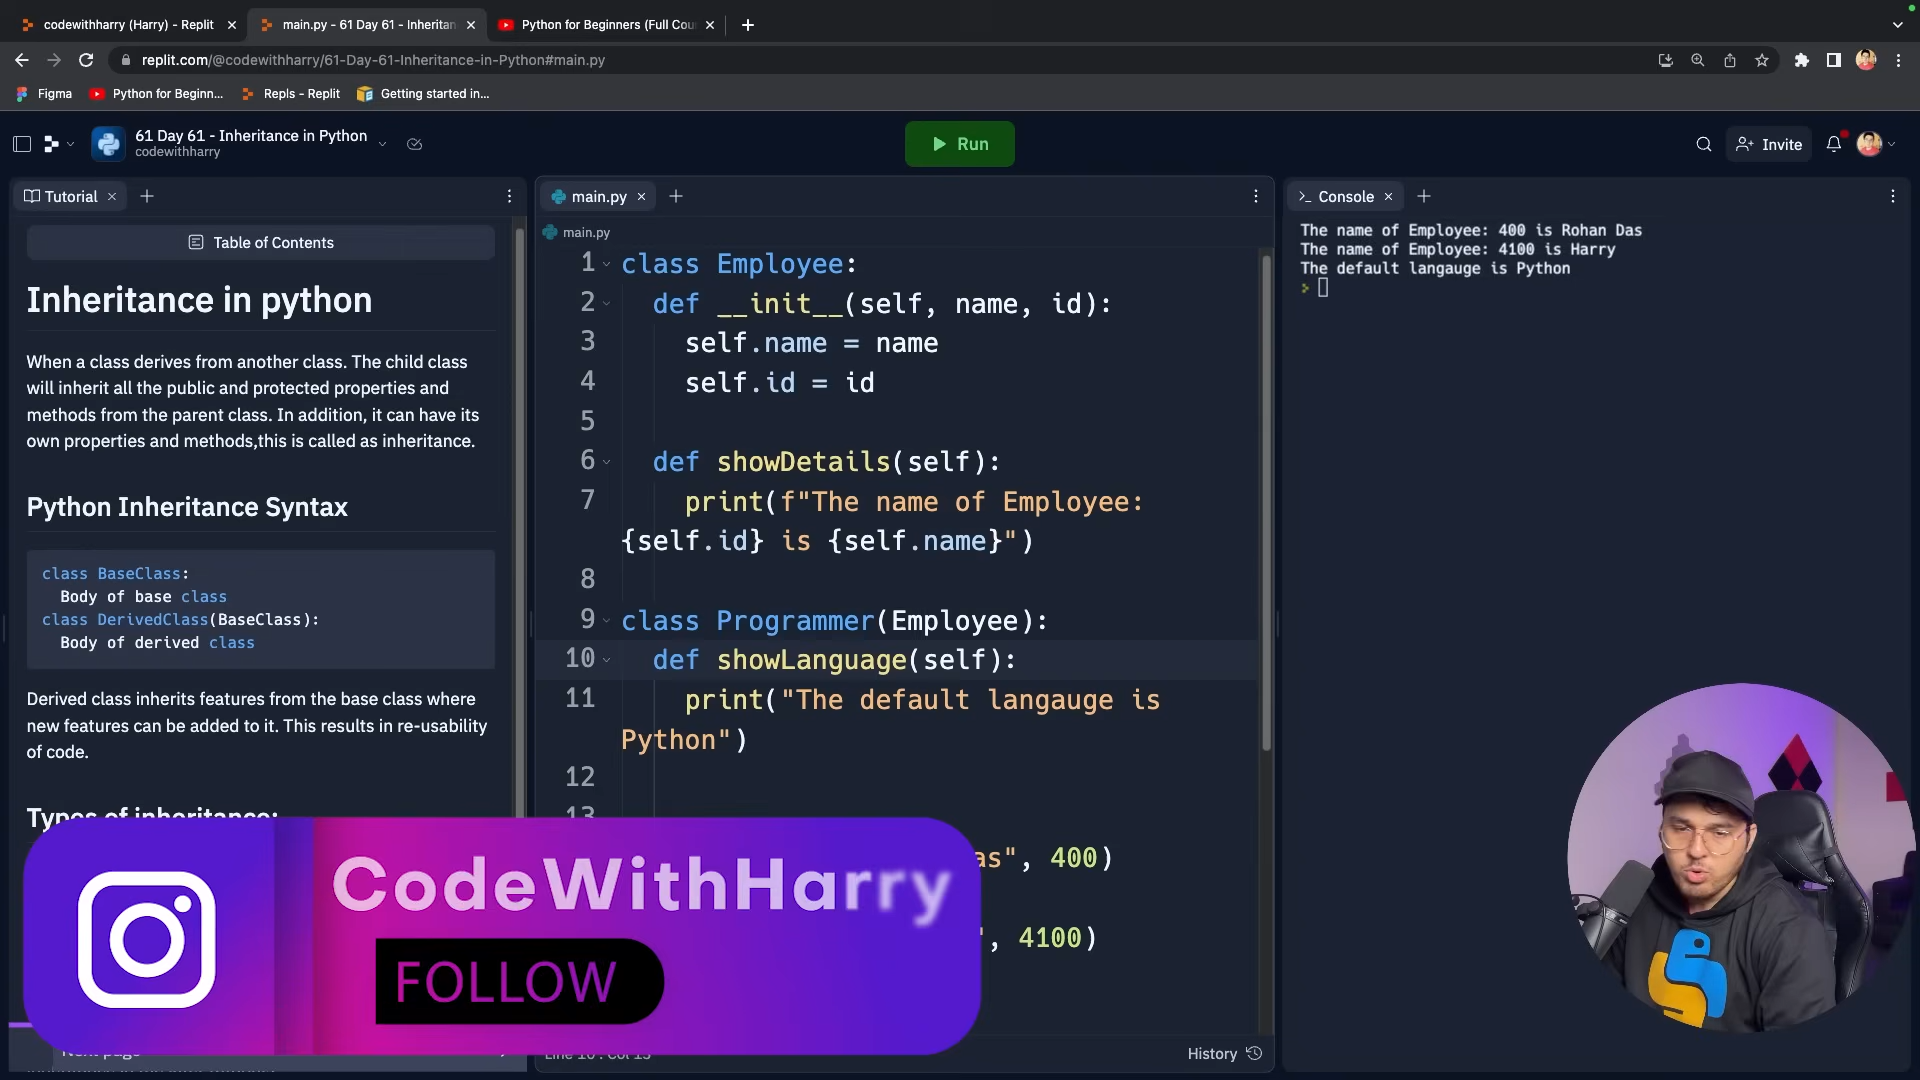 codewithharry (Harry) - Replit
main.py - 61 Day 61 - Inheritan
Python for Beginners (Full Cou
replit.com/@codewithharry/61-Day-61-Inheritance-in-Python#main.py
Figma
Python for Beginn...
Repls - Replit
Getting started in...
61 Day 61 - Inheritance in Python
codewithharry
Run
Invite
Tutorial
Table of Contents
Inheritance in python
When a class derives from another class. The child class
will inherit all the public and protected properties and
methods from the parent class. In addition, it can have its
own properties and methods,this is called as inheritance.
Python Inheritance Syntax
class BaseClass:
Body of base class
class DerivedClass(BaseClass):
Body of derived class
Derived class inherits features from the base class where
new features can be added to it. This results in re-usability
of code.
Types of inheritance:
main.py
main.py
1 class Employee:
2 def __init__(self, name, id):
3 self.name = name
4 self.id = id
5
6 def showDetails(self):
7 print(f"The name of Employee:
{self.id} is {self.name}")
8
9 class Programmer(Employee):
10 def showLanguage(self):
11 print("The default langauge is
Python")
12
13
as", 400)
", 4100)
History
Console
The name of Employee: 400 is Rohan Das
The name of Employee: 4100 is Harry
The default langauge is Python
CodeWithHarry
FOLLOW